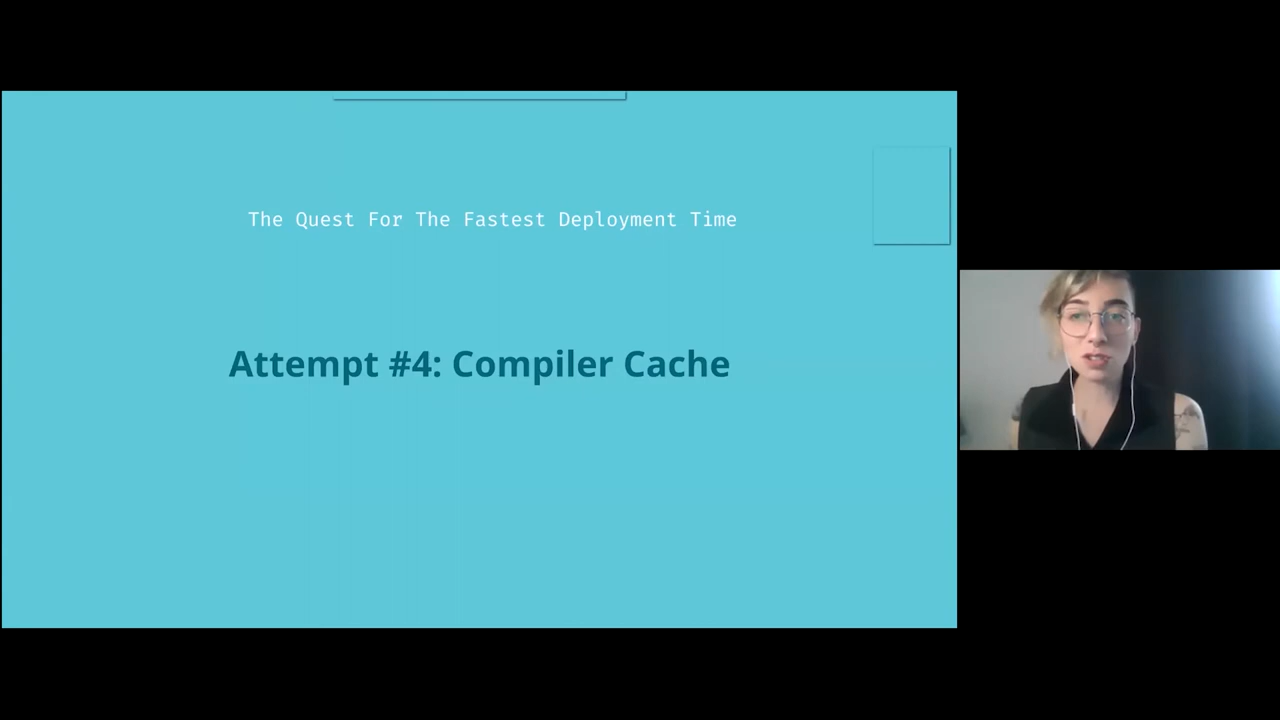 The Quest For The Fastest Deployment Time
Attempt #4: Compiler Cache